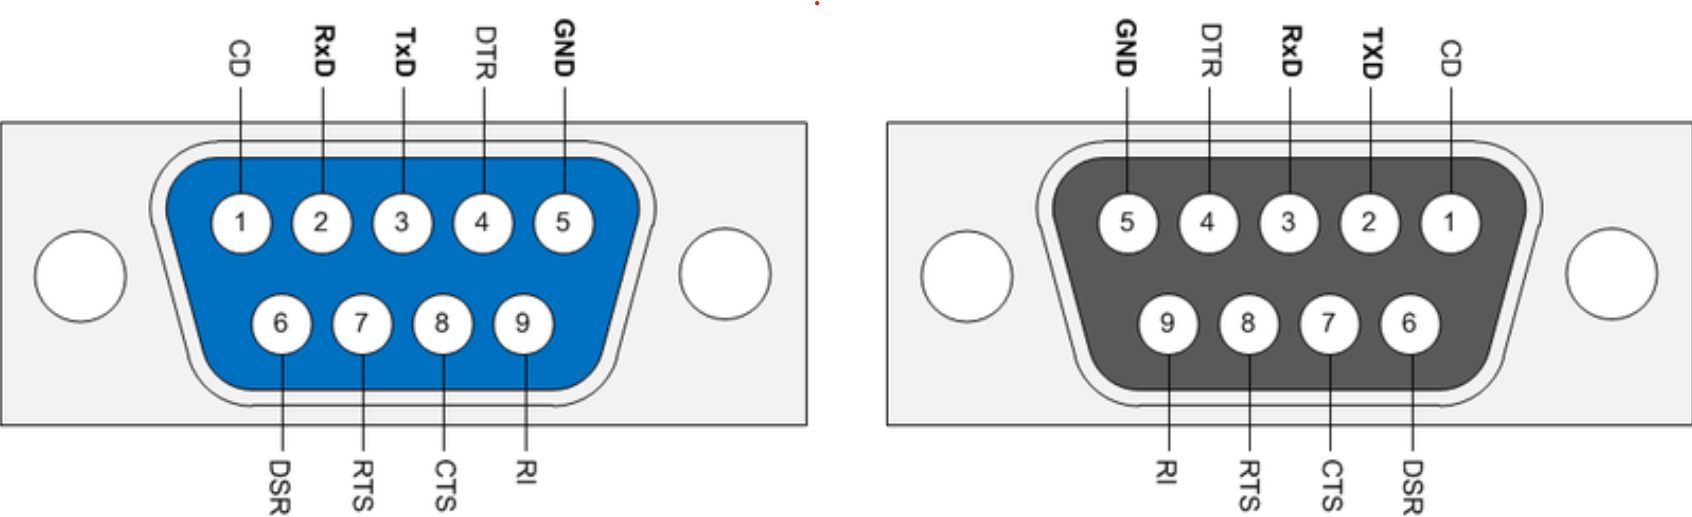 CD RxD TxD DTR GND
1 2 3 4 5
6 7 8 9
DSR RTS CTS RI
GND DTR RxD TXD CD
5 4 3 2 1
9 8 7 6
RI RTS CTS DSR